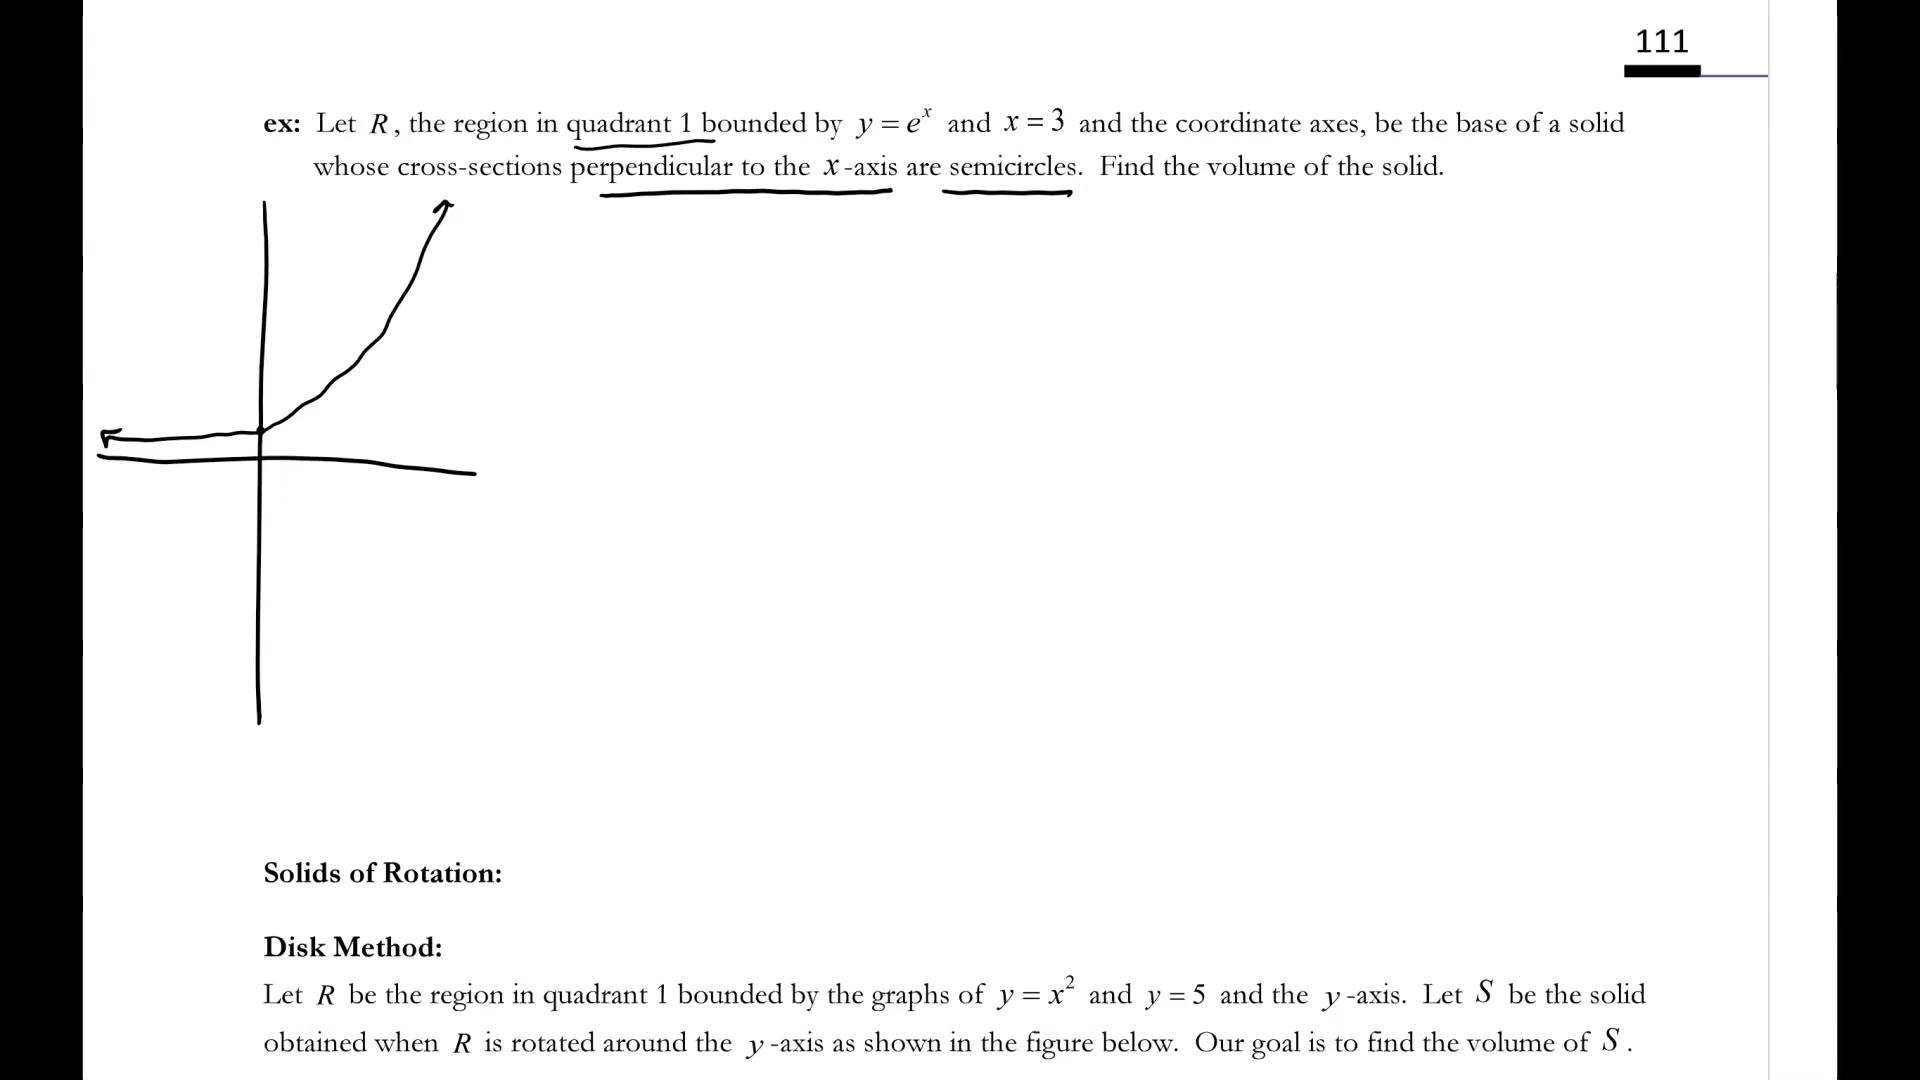 111
ex: Let R, the region in quadrant 1 bounded by y = eˣ and x = 3 and the coordinate axes, be the base of a solid
whose cross-sections perpendicular to the x-axis are semicircles. Find the volume of the solid.
Solids of Rotation:
Disk Method:
Let R be the region in quadrant 1 bounded by the graphs of y = x² and y = 5 and the y-axis. Let S be the solid
obtained when R is rotated around the y-axis as shown in the figure below. Our goal is to find the volume of S.